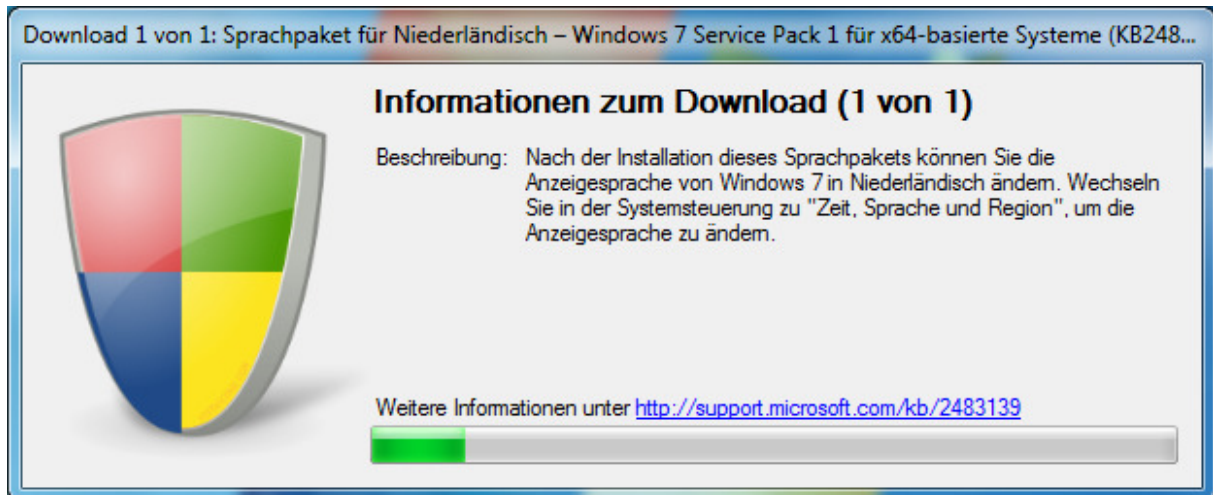 Download 1 von 1: Sprachpaket für Niederländisch – Windows 7 Service Pack 1 für x64-basierte Systeme (KB248...
Informationen zum Download (1 von 1)
Beschreibung: Nach der Installation dieses Sprachpakets können Sie die
Anzeigesprache von Windows 7 in Niederländisch ändern. Wechseln
Sie in der Systemsteuerung zu "Zeit, Sprache und Region", um die
Anzeigesprache zu ändern.
Weitere Informationen unter http://support.microsoft.com/kb/2483139